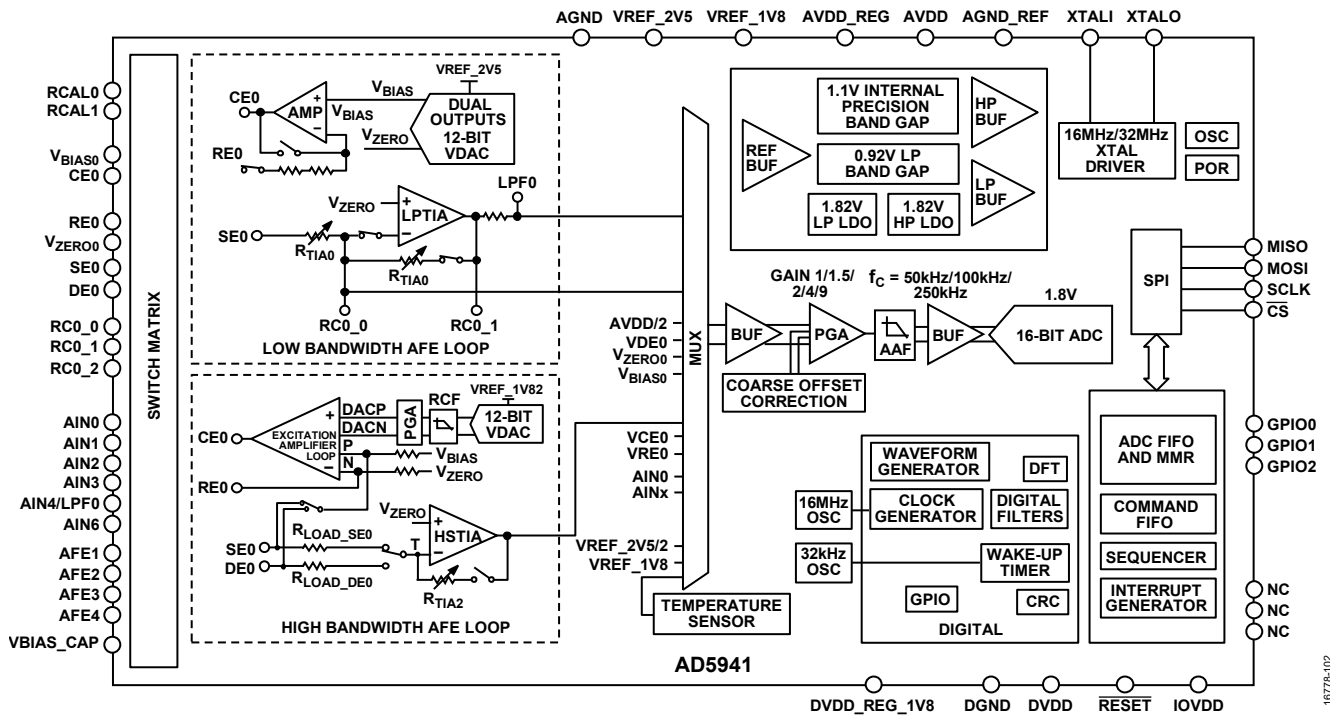 AGND VREF_2V5 VREF_1V8 AVDD_REG AVDD AGND_REF XTALI XTALO
RCAL0
RCAL1
VBIAS0
CE0
RE0
VZERO0
SE0
DE0
RC0_0
RC0_1
RC0_2
AIN0
AIN1
AIN2
AIN3
AIN4/LPF0
AIN6
AFE1
AFE2
AFE3
AFE4
VBIAS_CAP
SWITCH MATRIX
VREF_2V5
CE0
AMP
+
−
VBIAS
VBIAS
VZERO
DUAL
OUTPUTS
12-BIT
VDAC
RE0
LPF0
VZERO
+
LPTIA
−
SE0
RTIA0
RTIA0
RC0_0 RC0_1
LOW BANDWIDTH AFE LOOP
VREF_1V82
CE0
EXCITATION
AMPLIFIER
LOOP
+
−
DACP
DACN
P
N
PGA
RCF
12-BIT
VDAC
VBIAS
VZERO
RE0
VZERO
+
HSTIA
−
T
SE0
RLOAD_SE0
DE0
RLOAD_DE0
RTIA2
HIGH BANDWIDTH AFE LOOP
MUX
AVDD/2
VDE0
VZERO0
VBIAS0
VCE0
VRE0
AIN0
AINx
VREF_2V5/2
VREF_1V8
TEMPERATURE
SENSOR
REF
BUF
1.1V INTERNAL
PRECISION
BAND GAP
0.92V LP
BAND GAP
1.82V
LP LDO
1.82V
HP LDO
HP
BUF
LP
BUF
16MHz/32MHz
XTAL
DRIVER
OSC
POR
BUF
GAIN 1/1.5/
2/4/9
PGA
COARSE OFFSET
CORRECTION
fC = 50kHz/100kHz/
250kHz
AAF
BUF
1.8V
16-BIT ADC
SPI
MISO
MOSI
SCLK
CS
WAVEFORM
GENERATOR
DFT
16MHz
OSC
CLOCK
GENERATOR
DIGITAL
FILTERS
32kHz
OSC
WAKE-UP
TIMER
GPIO
CRC
DIGITAL
ADC FIFO
AND MMR
COMMAND
FIFO
SEQUENCER
INTERRUPT
GENERATOR
GPIO0
GPIO1
GPIO2
NC
NC
NC
AD5941
DVDD_REG_1V8 DGND DVDD RESET IOVDD
16778-102